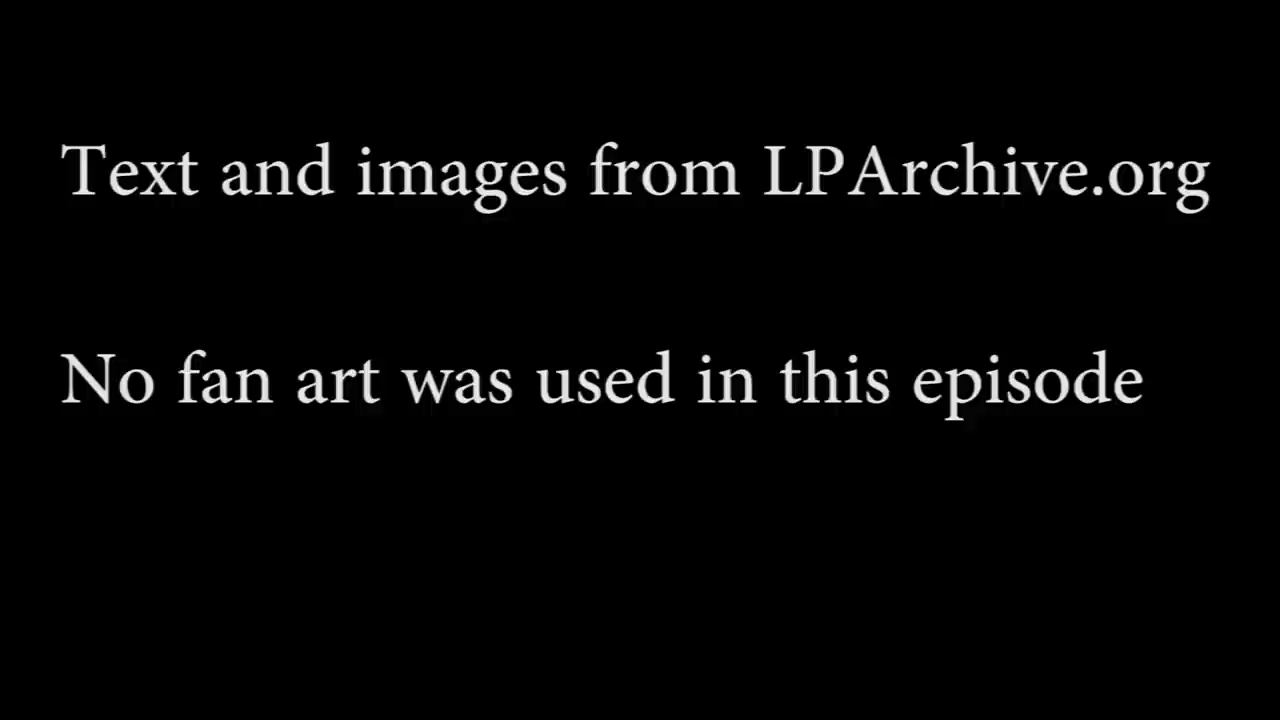 Text and images from LPArchive.org
No fan art was used in this episode